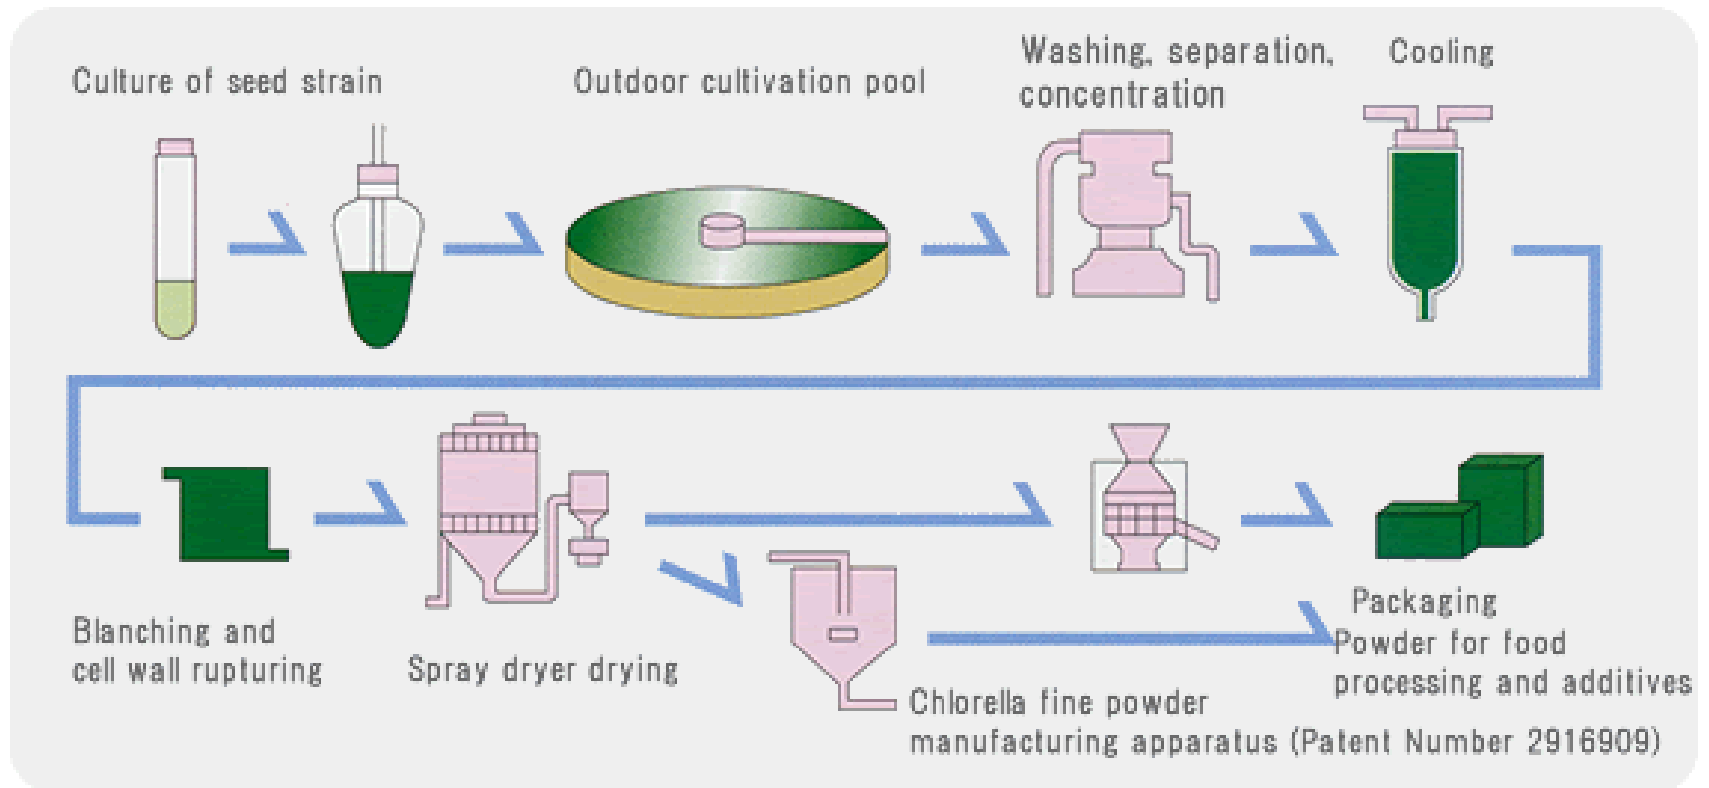 Culture of seed strain
Outdoor cultivation pool
Washing, separation,
concentration
Cooling
Blanching and
cell wall rupturing
Spray dryer drying
Chlorella fine powder
manufacturing apparatus (Patent Number 2916909)
Packaging
Powder for food
processing and additives